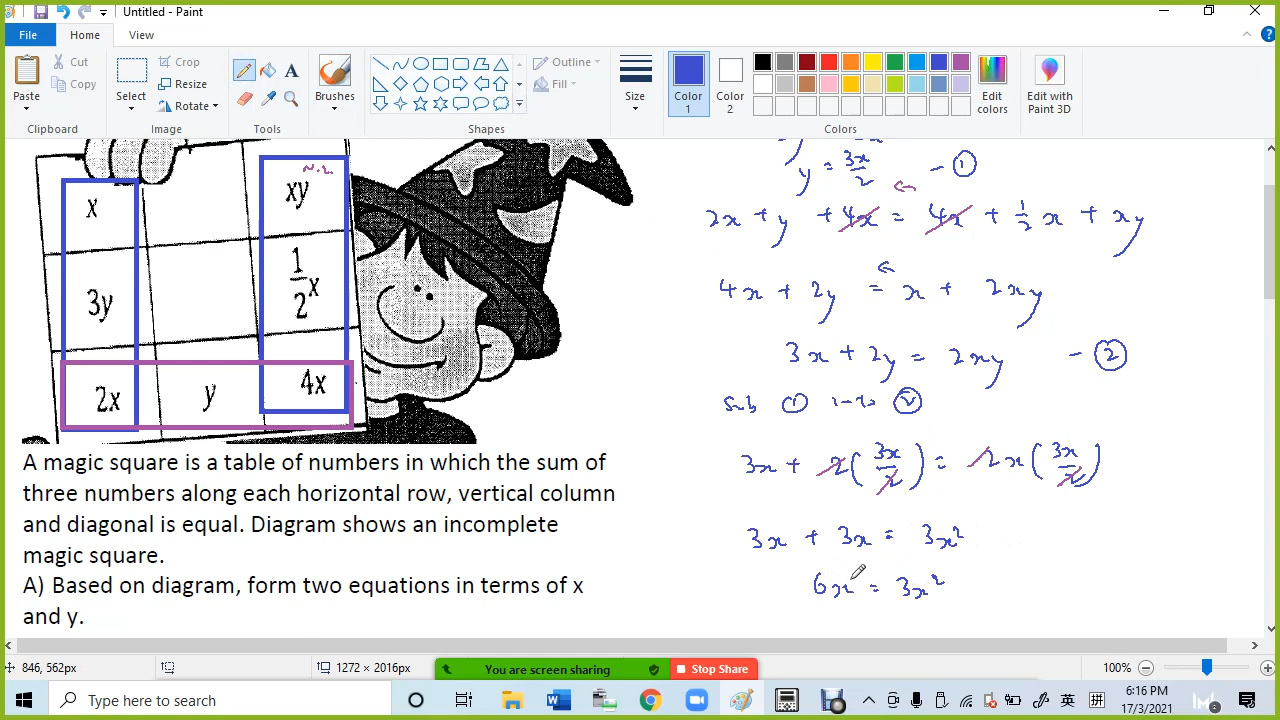 Untitled - Paint
File Home View
Paste Cut Copy
Select Crop Resize Rotate
Brushes
Outline Fill
Size
Color 1 Color 2
Edit colors
Edit with Paint 3D
Clipboard Image Tools Shapes Colors
x xy
3y 1/2 x
2x y 4x
A magic square is a table of numbers in which the sum of
three numbers along each horizontal row, vertical column
and diagonal is equal. Diagram shows an incomplete
magic square.
A) Based on diagram, form two equations in terms of x
and y.
y = 3x/2 - ①
2x + y + 4x = 4x + 1/2 x + xy
4x + 2y = x + 2xy
3x + 2y = 2xy - ②
sub ① into ②
3x + 2(3x/2) = 2x(3x/2)
3x + 3x = 3x²
6x = 3x²
846, 562px 1272 × 2016px 100%
You are screen sharing Stop Share
Type here to search
英 拼
6:16 PM
17/3/2021